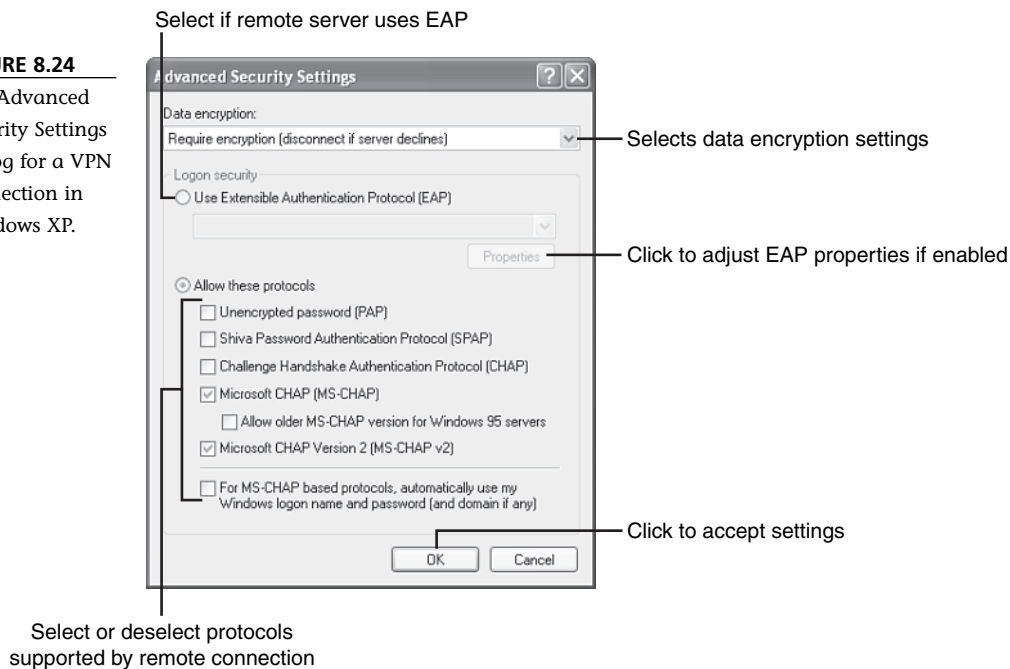 Select if remote server uses EAP
URE 8.24
Advanced
rity Settings
og for a VPN
ection in
dows XP.
Advanced Security Settings
Data encryption:
Require encryption (disconnect if server declines)
Selects data encryption settings
Logon security
Use Extensible Authentication Protocol (EAP)
Properties
Click to adjust EAP properties if enabled
Allow these protocols
Unencrypted password (PAP)
Shiva Password Authentication Protocol (SPAP)
Challenge Handshake Authentication Protocol (CHAP)
Microsoft CHAP (MS-CHAP)
Allow older MS-CHAP version for Windows 95 servers
Microsoft CHAP Version 2 (MS-CHAP v2)
For MS-CHAP based protocols, automatically use my
Windows logon name and password (and domain if any)
Click to accept settings
OK
Cancel
Select or deselect protocols
supported by remote connection